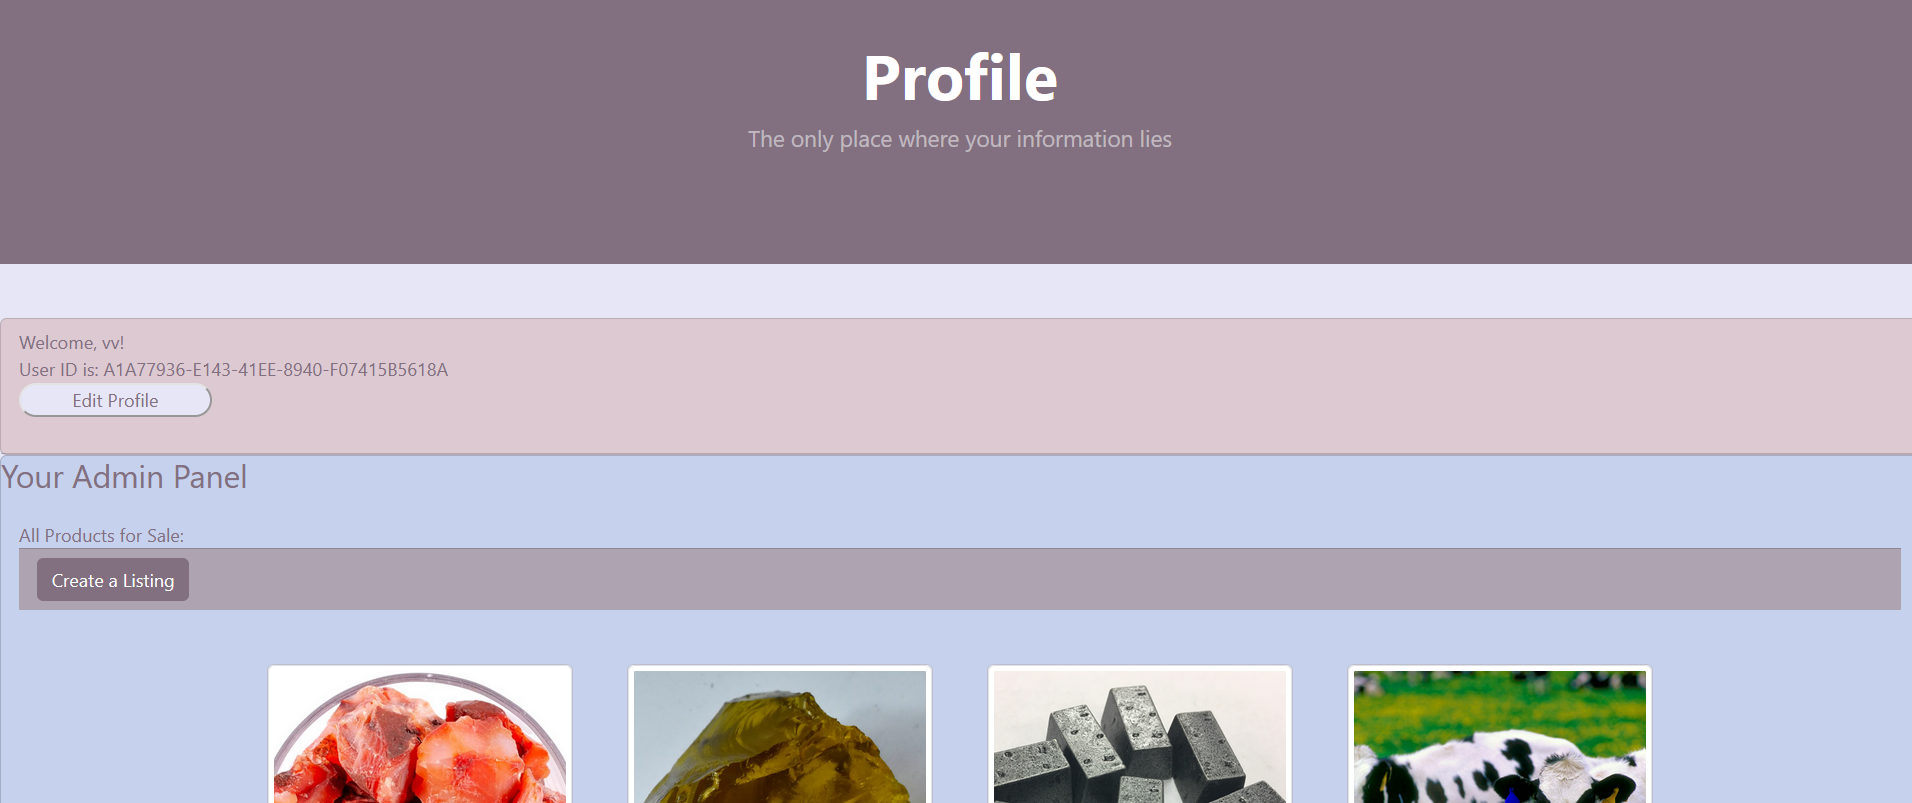 Profile
The only place where your information lies
Welcome, vv!
User ID is: A1A77936-E143-41EE-8940-F07415B5618A
Edit Profile
Your Admin Panel
All Products for Sale:
Create a Listing